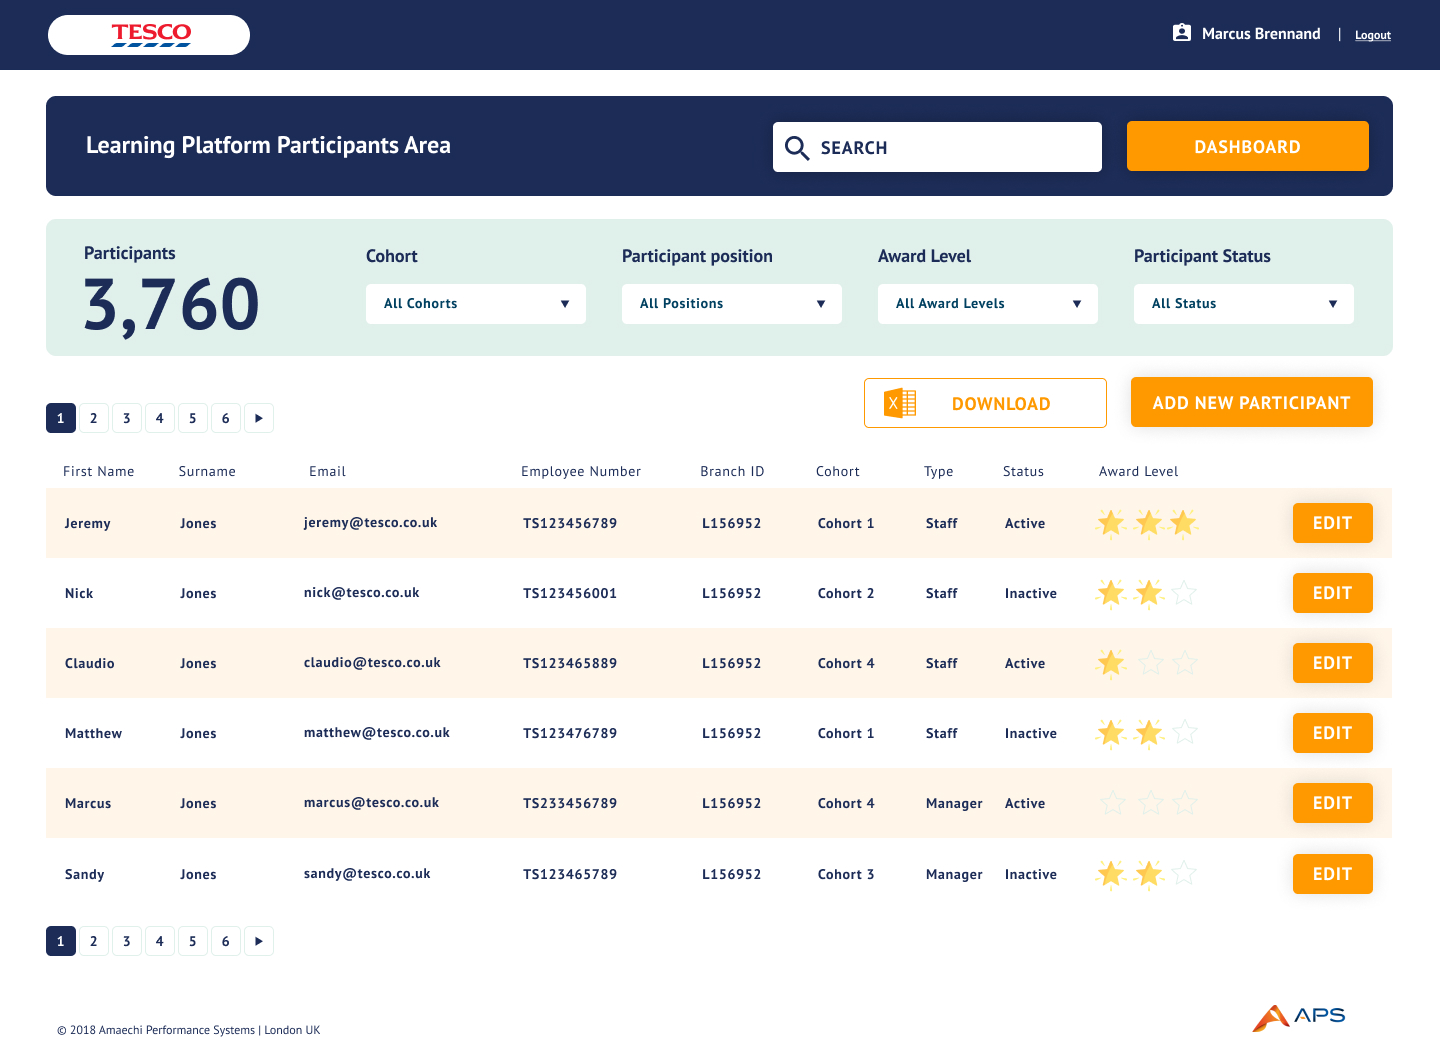 TESCO
Marcus Brennand | Logout
Learning Platform Participants Area
SEARCH
DASHBOARD
Participants
3,760
Cohort
Participant position
Award Level
Participant Status
All Cohorts
All Positions
All Award Levels
All Status
1 2 3 4 5 6
X DOWNLOAD
ADD NEW PARTICIPANT
First Name Surname Email Employee Number Branch ID Cohort Type Status Award Level
Jeremy Jones jeremy@tesco.co.uk TS123456789 L156952 Cohort 1 Staff Active EDIT
Nick Jones nick@tesco.co.uk TS123456001 L156952 Cohort 2 Staff Inactive EDIT
Claudio Jones claudio@tesco.co.uk TS123465889 L156952 Cohort 4 Staff Active EDIT
Matthew Jones matthew@tesco.co.uk TS123476789 L156952 Cohort 1 Staff Inactive EDIT
Marcus Jones marcus@tesco.co.uk TS233456789 L156952 Cohort 4 Manager Active EDIT
Sandy Jones sandy@tesco.co.uk TS123465789 L156952 Cohort 3 Manager Inactive EDIT
1 2 3 4 5 6
© 2018 Amaechi Performance Systems | London UK
APS